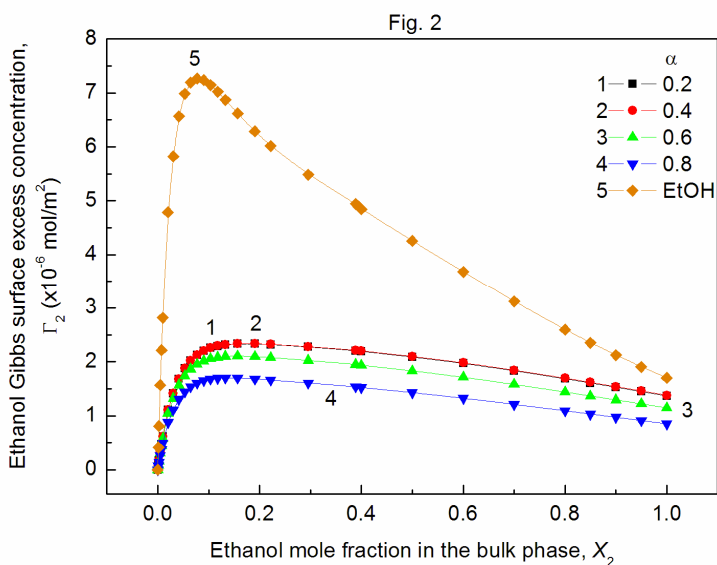 Fig. 2
Ethanol Gibbs surface excess concentration,
Γ2 (x10-6 mol/m2)
8
7
6
5
4
3
2
1
0
5
α
1 0.2
2 0.4
3 0.6
4 0.8
5 EtOH
1 2
4
3
0.0 0.2 0.4 0.6 0.8 1.0
Ethanol mole fraction in the bulk phase, X2